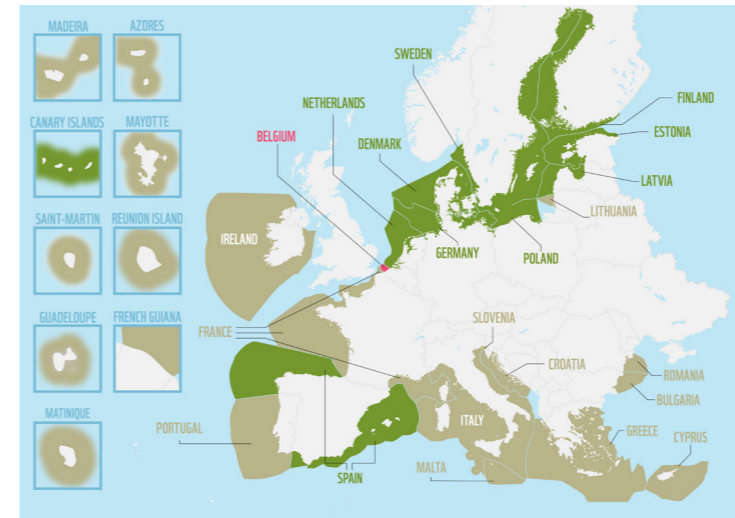 MADEIRA
AZORES
CANARY ISLANDS
MAYOTTE
SAINT-MARTIN
REUNION ISLAND
GUADELOUPE
FRENCH GUIANA
MATINIQUE
SWEDEN
NETHERLANDS
BELGIUM
DENMARK
FINLAND
ESTONIA
LATVIA
LITHUANIA
IRELAND
GERMANY
POLAND
FRANCE
SLOVENIA
CROATIA
ROMANIA
BULGARIA
PORTUGAL
ITALY
GREECE
CYPRUS
MALTA
SPAIN